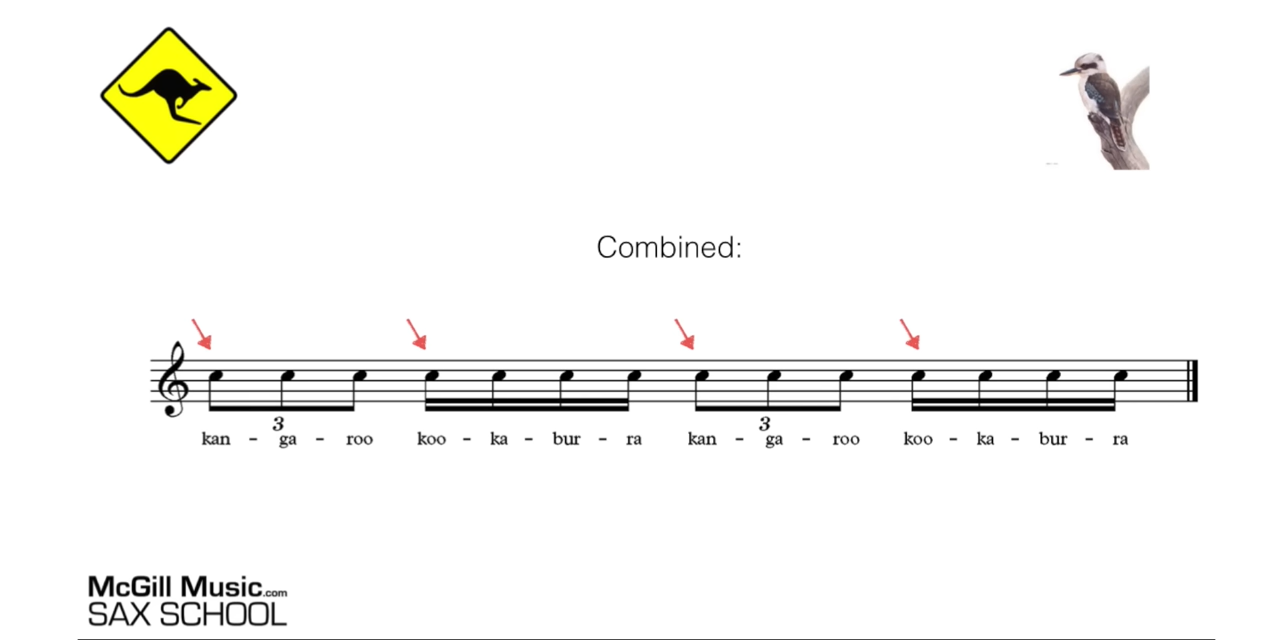 Combined:
3 3
kan - ga - roo koo - ka - bur - ra kan - ga - roo koo - ka - bur - ra
McGill Music.com
SAX SCHOOL